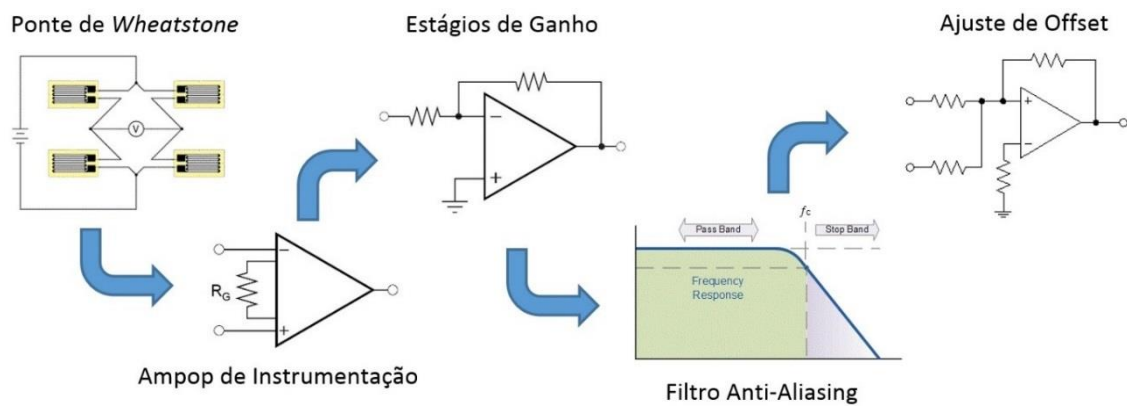 Ponte de Wheatstone
Estágios de Ganho
Ajuste de Offset
V
−
+
−
R_G
+
Ampop de Instrumentação
f_c
Pass Band
Stop Band
Frequency
Response
Filtro Anti-Aliasing
+
−